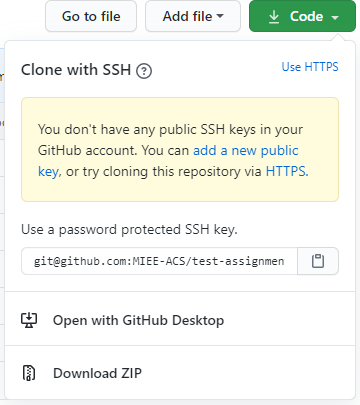 Go to file Add file Code
Clone with SSH ? Use HTTPS
You don't have any public SSH keys in your
GitHub account. You can add a new public
key, or try cloning this repository via HTTPS.
Use a password protected SSH key.
git@github.com:MIEE-ACS/test-assignmen
Open with GitHub Desktop
Download ZIP